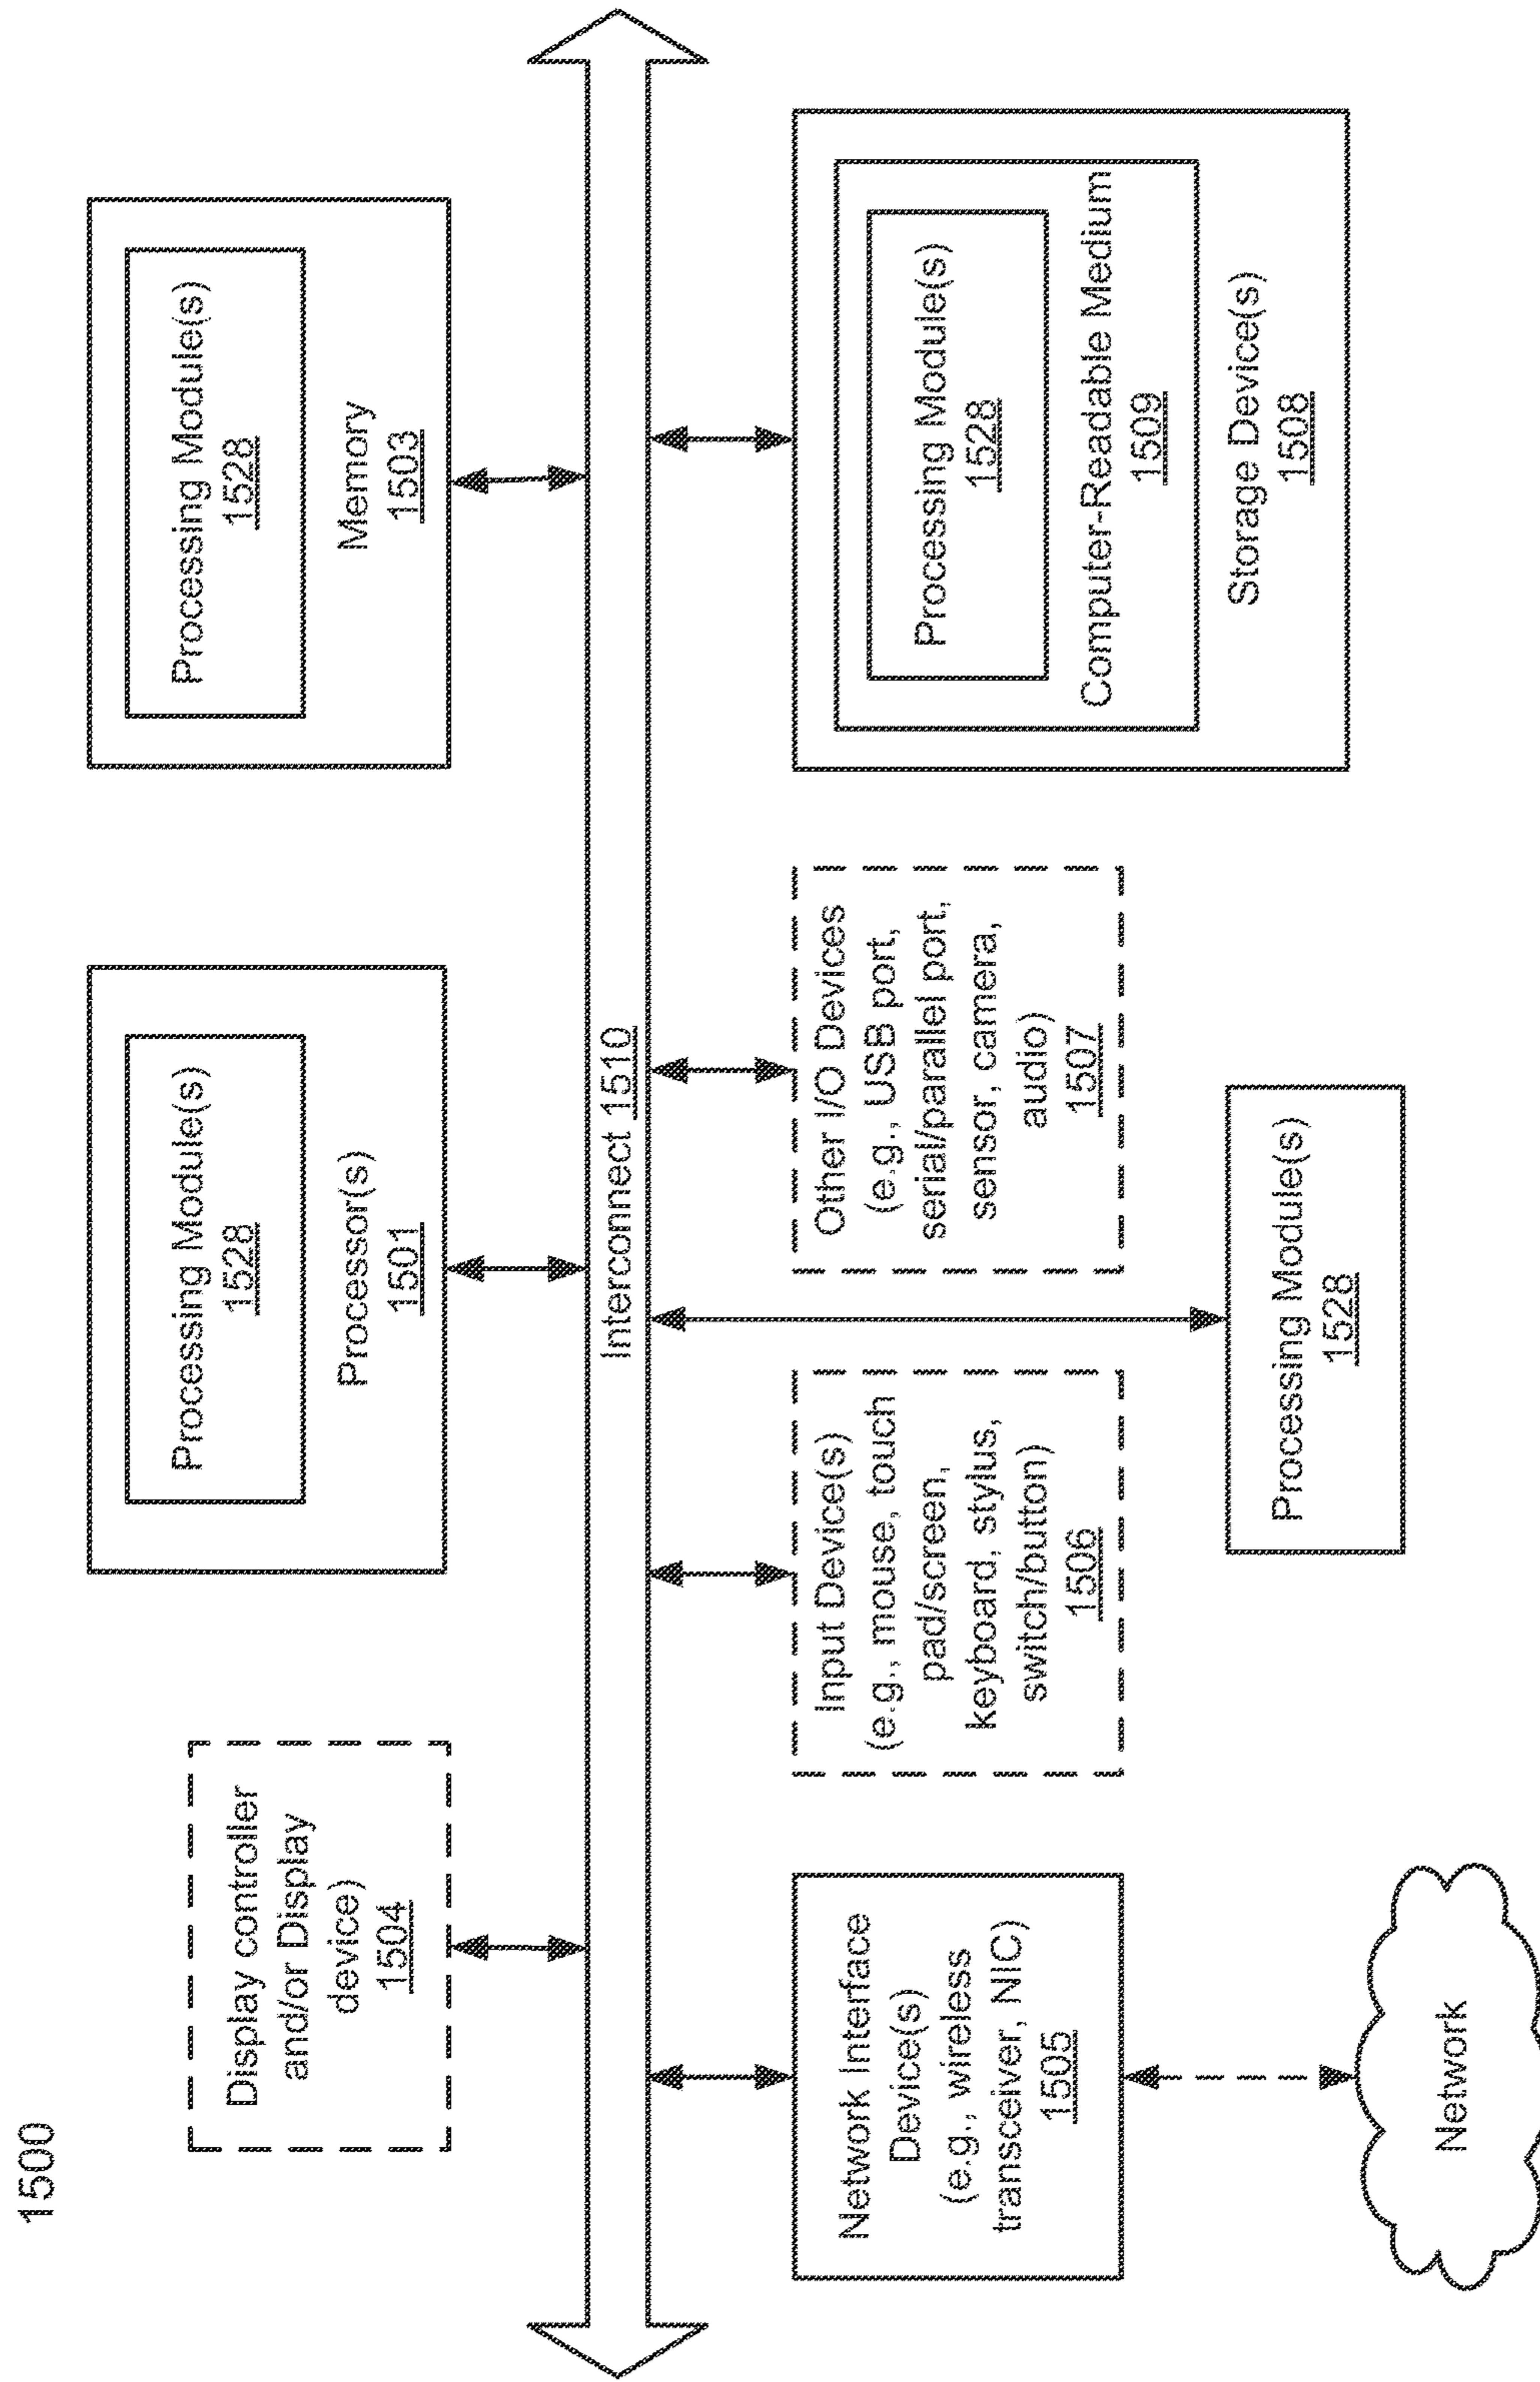 1500
Display controller
and/or Display
device)
1504
Processing Module(s)
1528
Processor(s)
1501
Processing Module(s)
1528
Memory
1503
Interconnect 1510
Network Interface
Device(s)
(e.g., wireless
transceiver, NIC)
1505
Input Device(s)
(e.g., mouse, touch
pad/screen,
keyboard, stylus,
switch/button)
1506
Other I/O Devices
(e.g., USB port,
serial/parallel port,
sensor, camera,
audio)
1507
Processing Module(s)
1528
Computer-Readable Medium
1509
Storage Device(s)
1508
Processing Module(s)
1528
Network